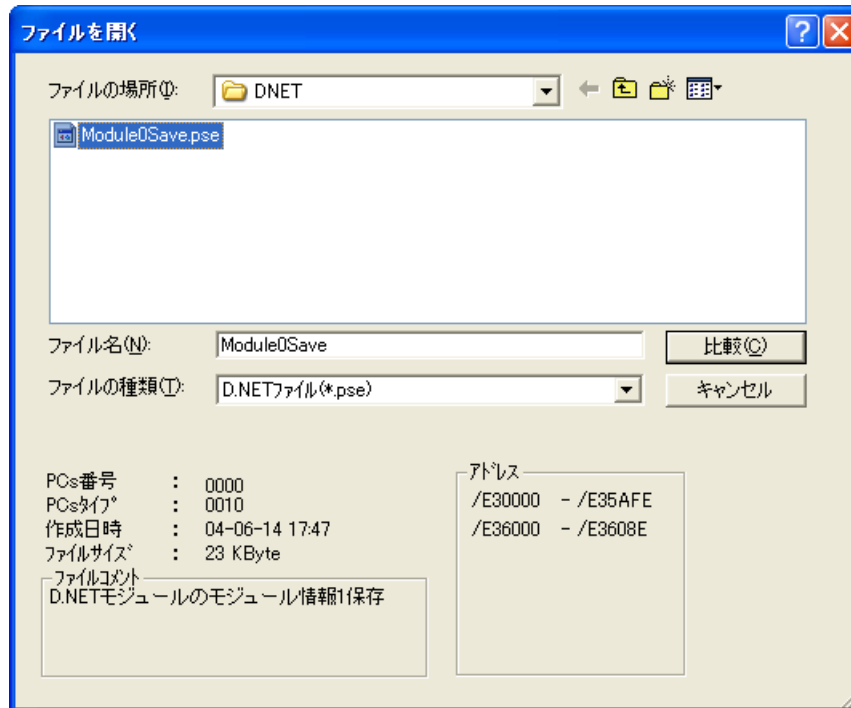 ファイルを開く
ファイルの場所(I): DNET
Module0Save.pse
ファイル名(N): Module0Save 比較(C)
ファイルの種類(T): D.NETファイル(*.pse) キャンセル
PCs番号 : 0000
PCsタイプ : 0010
作成日時 : 04-06-14 17:47
ファイルサイズ : 23 KByte
ファイルコメント
D.NETモジュールのモジュール情報1保存
アドレス
/E30000 - /E35AFE
/E36000 - /E3608E